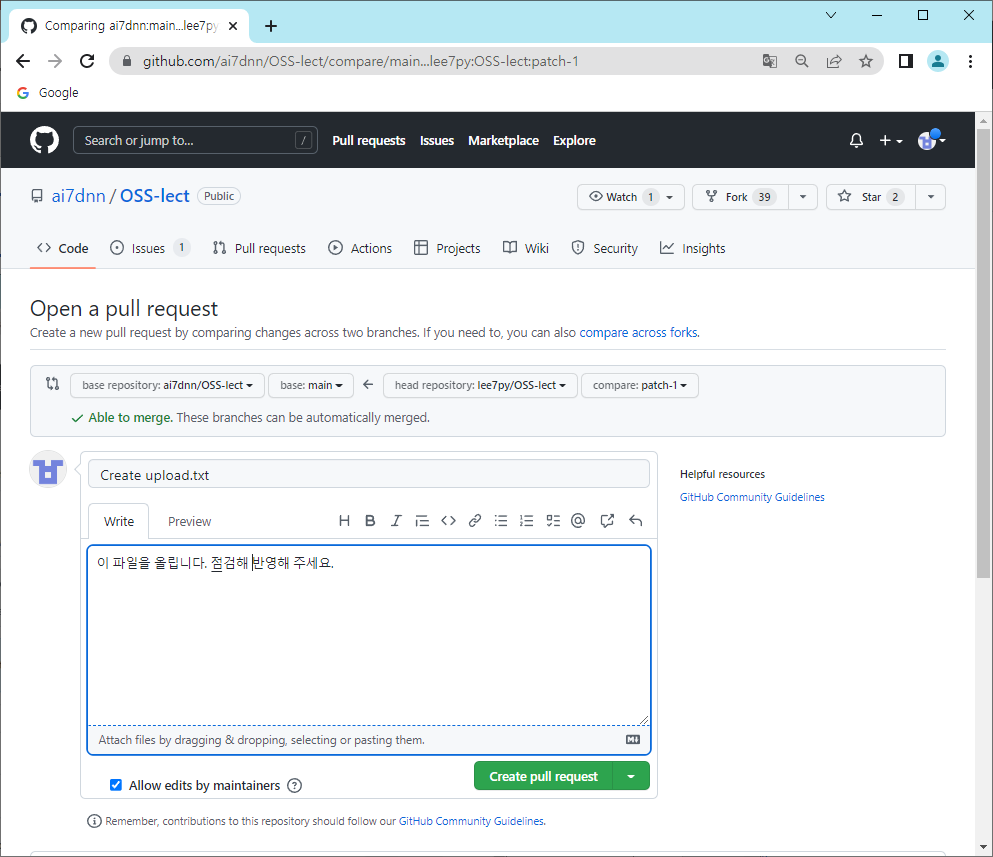 Comparing ai7dnn:main...lee7py
github.com/ai7dnn/OSS-lect/compare/main...lee7py:OSS-lect:patch-1
Google
Search or jump to... / Pull requests Issues Marketplace Explore
ai7dnn / OSS-lect Public Watch 1 Fork 39 Star 2
Code Issues 1 Pull requests Actions Projects Wiki Security Insights
Open a pull request
Create a new pull request by comparing changes across two branches. If you need to, you can also compare across forks.
base repository: ai7dnn/OSS-lect base: main head repository: lee7py/OSS-lect compare: patch-1
Able to merge. These branches can be automatically merged.
Create upload.txt
Helpful resources
GitHub Community Guidelines
Write Preview
이 파일을 올립니다. 점검해 반영해 주세요.
Attach files by dragging & dropping, selecting or pasting them.
Create pull request
Allow edits by maintainers
Remember, contributions to this repository should follow our GitHub Community Guidelines.